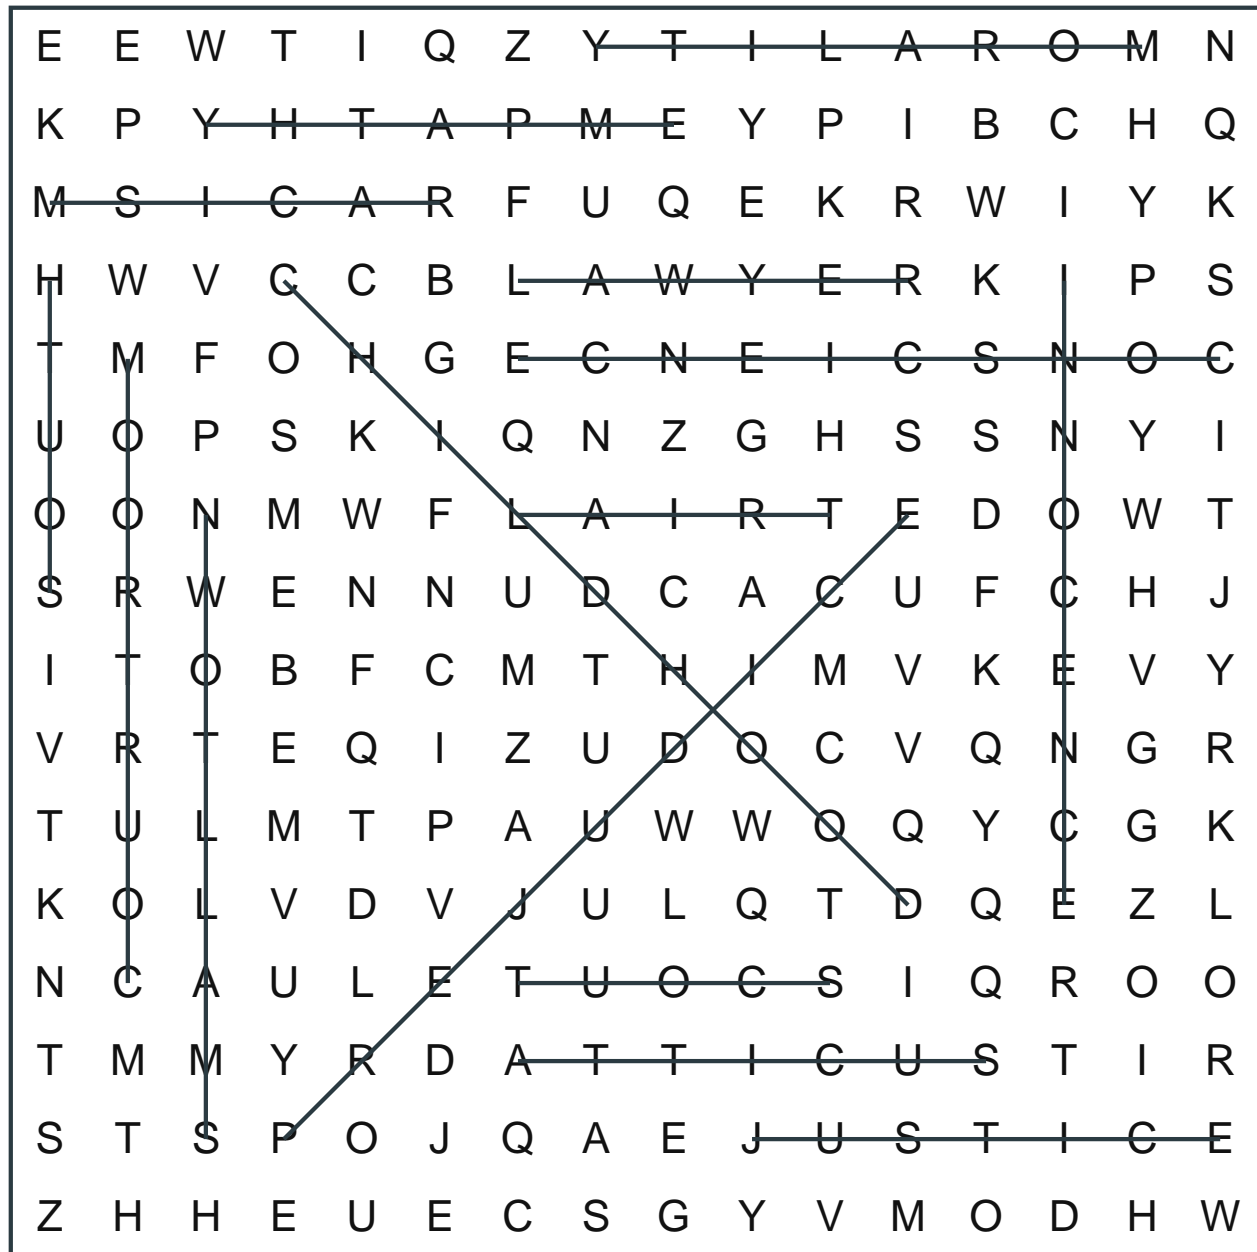 E E W T I Q Z Y T I L A R O M N
K P Y H T A P M E Y P I B C H Q
M S I C A R F U Q E K R W I Y K
H W V C C B L A W Y E R K I P S
T M F O H G E C N E I C S N O C
U O P S K I Q N Z G H S S N Y I
O O N M W F L A I R T E D O W T
S R W E N N U D C A C U F C H J
I T O B F C M T H I M V K E V Y
V R T E Q I Z U D O C V Q N G R
T U L M T P A U W W O Q Y C G K
K O L V D V J U L Q T D Q E Z L
N C A U L E T U O C S I Q R O O
T M M Y R D A T T I C U S T I R
S T S P O J Q A E J U S T I C E
Z H H E U E C S G Y V M O D H W